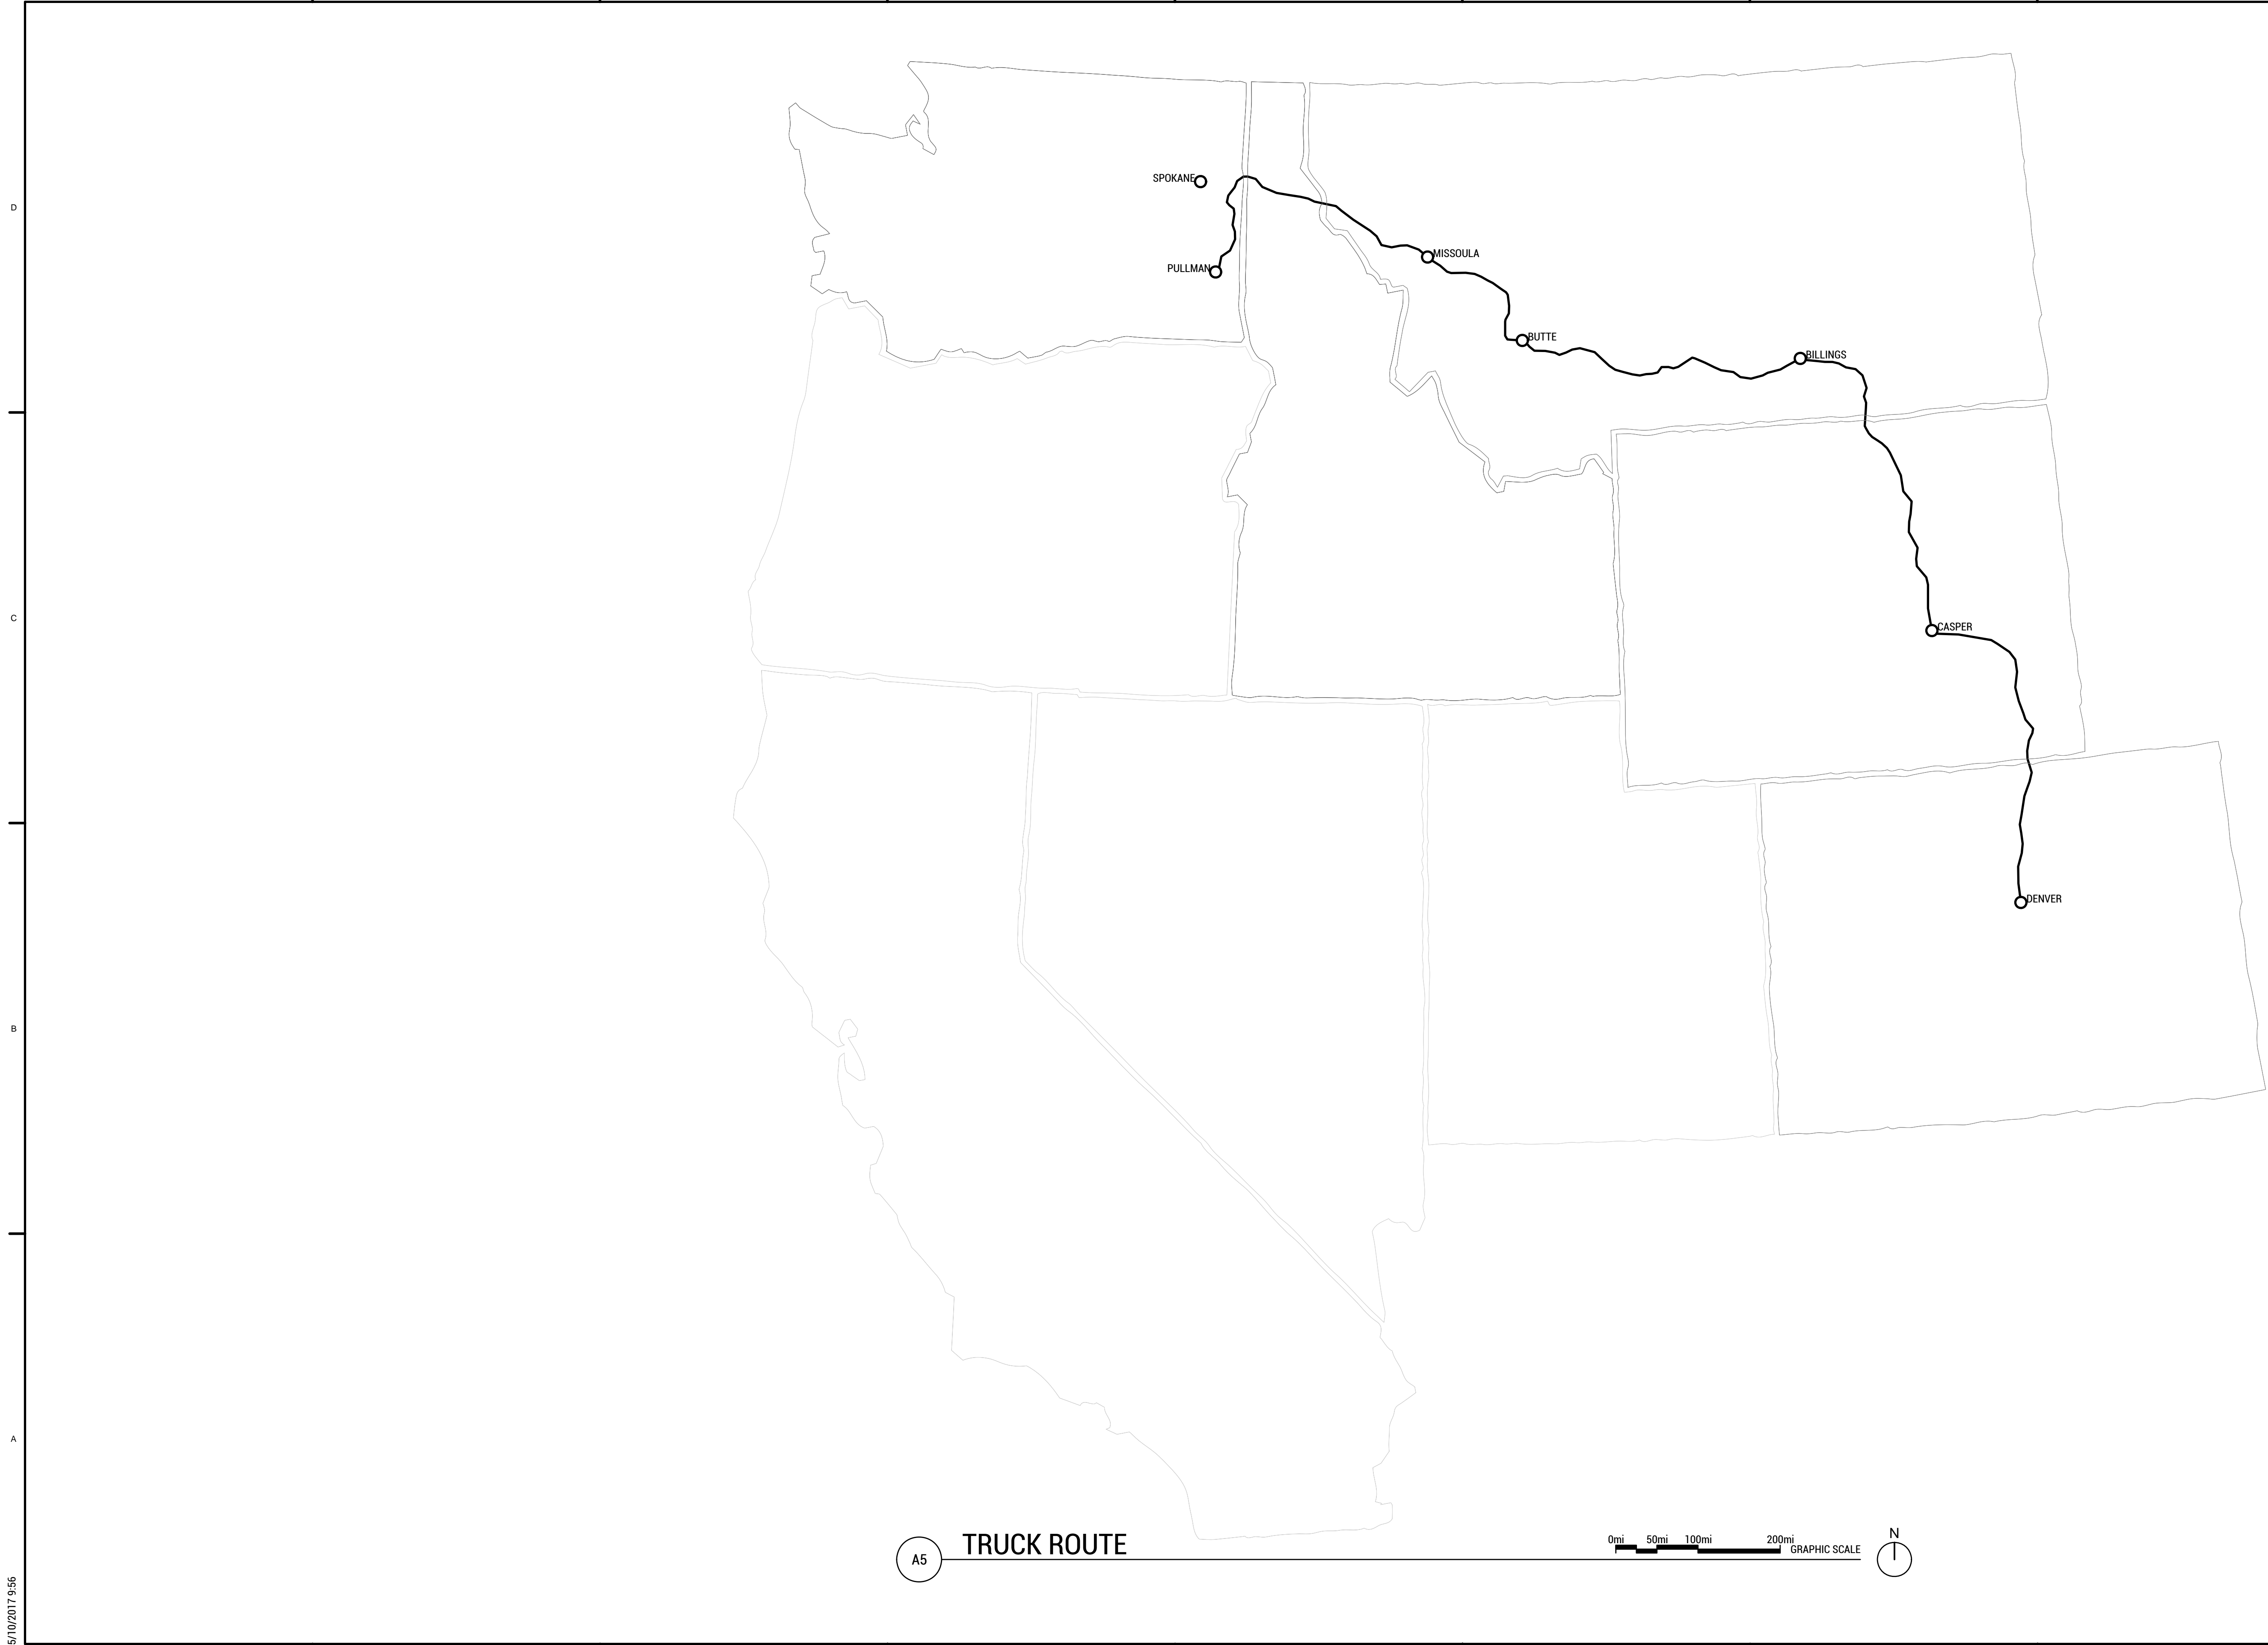 D
SPOKANE
MISSOULA
PULLMAN
BUTTE
BILLINGS
C
CASPER
DENVER
B
A
A5
TRUCK ROUTE
0mi 50mi 100mi 200mi
GRAPHIC SCALE
N
5/10/2017 9:56